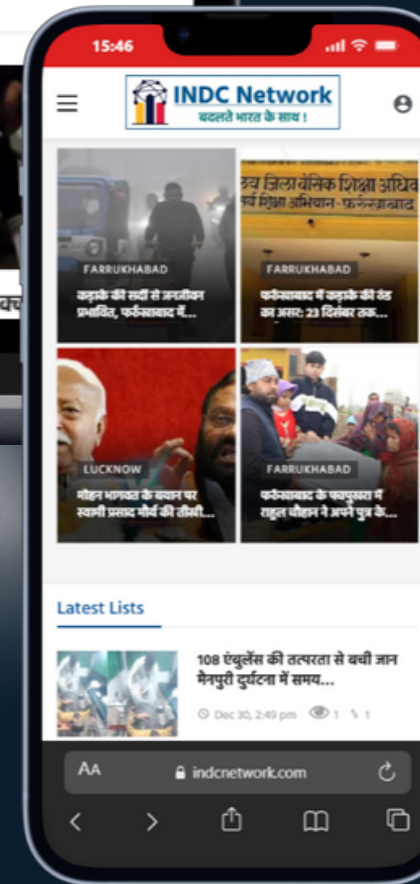 15:46
INDC Network
बदलते भारत के साथ !
FARRUKHABAD
कड़ाके की सर्दी से जनजीवन
प्रभावित, फर्रुखाबाद में...
जिला बेसिक शिक्षा
शिक्षा अभियान - फ़र्रुखाबाद
FARRUKHABAD
फर्रुखाबाद में कड़ाके की ठंड
का असर: 23 दिसंबर तक...
LUCKNOW
मोहन भागवत के बयान पर
स्वामी प्रसाद मौर्य की तीखी...
FARRUKHABAD
फर्रुखाबाद के
राहुल चौहान ने अपने पुत्र के...
Latest Lists
108 एंबुलेंस की तत्परता से बची जान
मैनपुरी दुर्घटना में समय...
Dec 30, 2:49 pm 1 1
AA indcnetwork.com